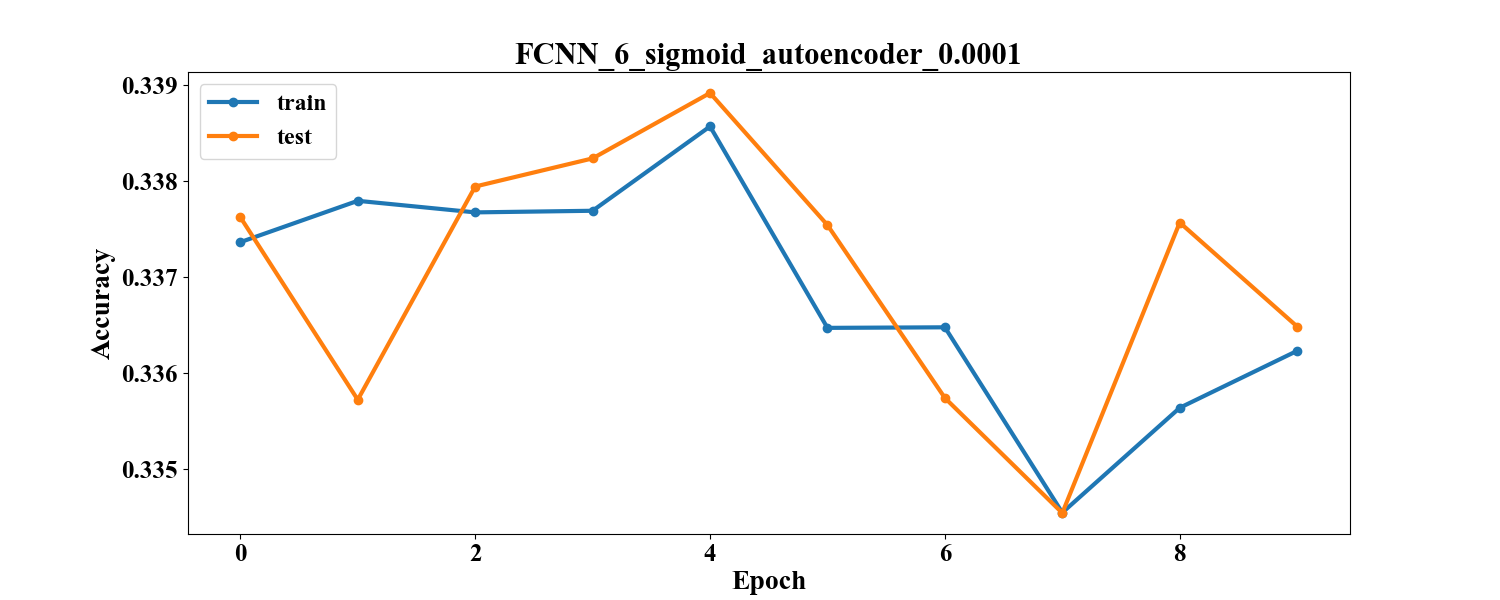 FCNN_6_sigmoid_autoencoder_0.0001
train
test
0.339
0.338
0.337
0.336
0.335
Accuracy
0 2 4 6 8
Epoch